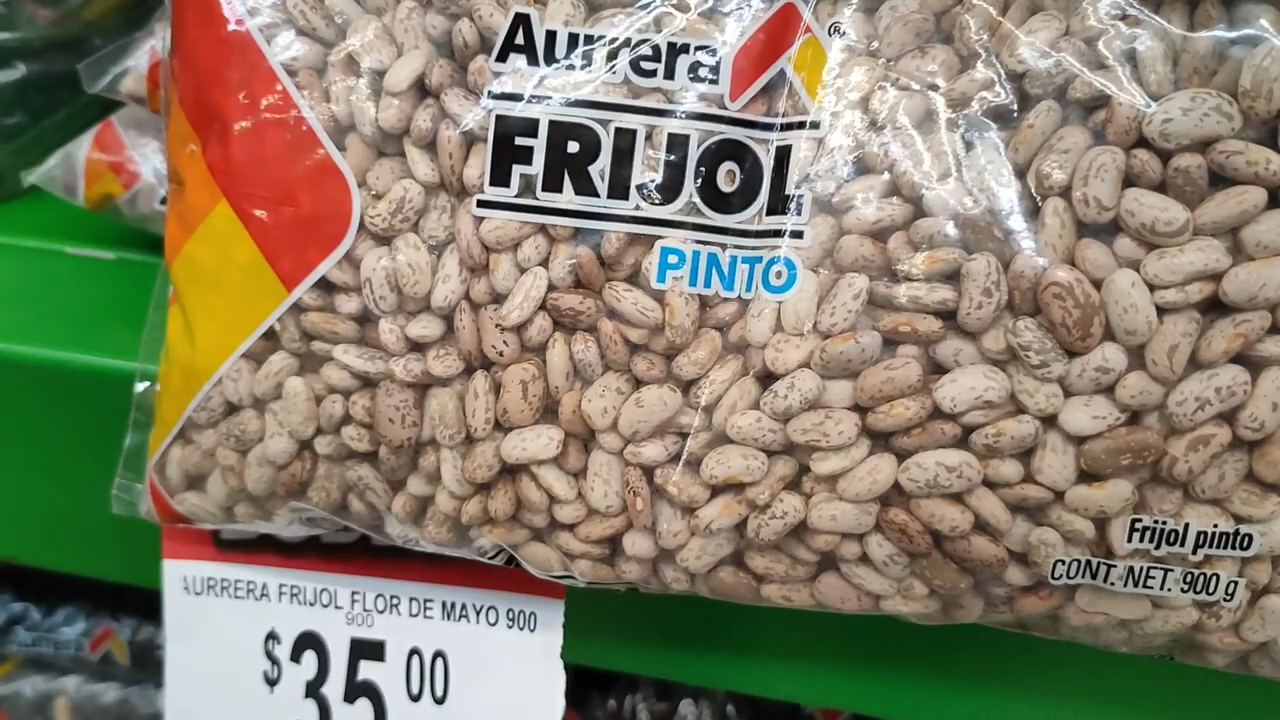 Aurrera ®
FRIJOL
PINTO
Frijol pinto
CONT. NET. 900 g
AURRERA FRIJOL FLOR DE MAYO 900
900
$35 00